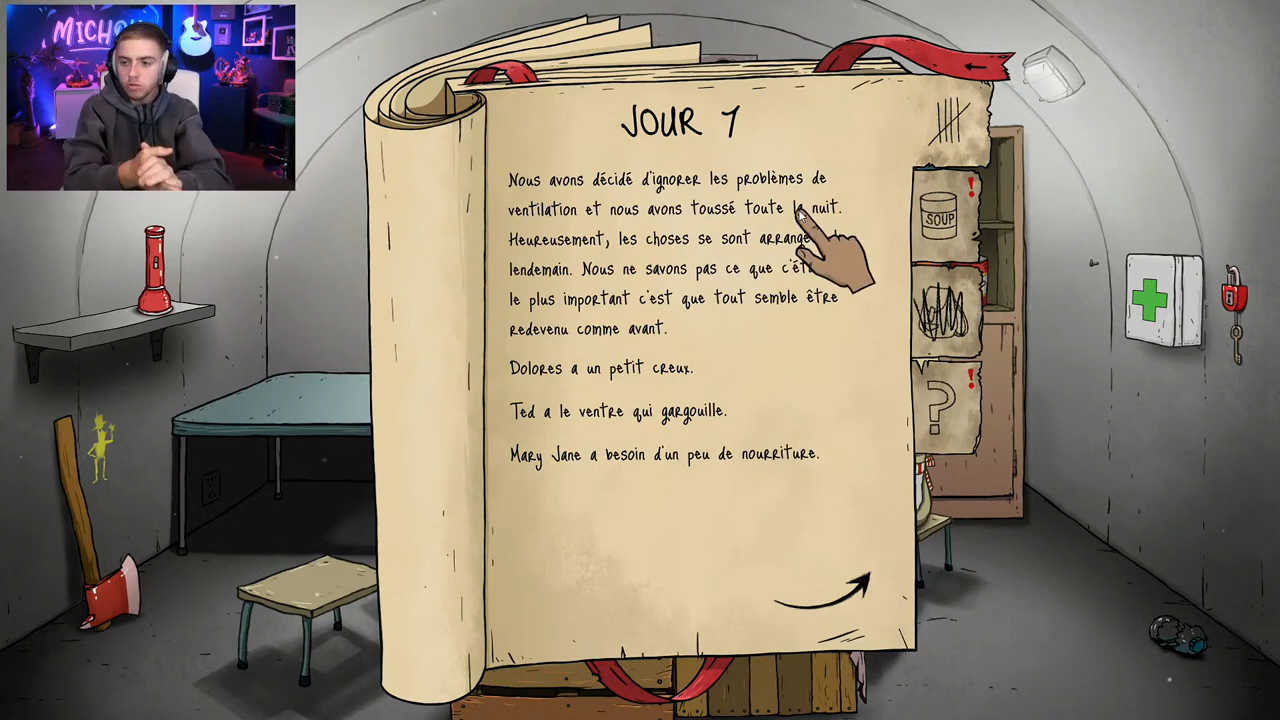 MICHOU
JOUR 7
Nous avons décidé d'ignorer les problèmes de
ventilation et nous avons toussé toute la nuit.
Heureusement, les choses se sont
lendemain. Nous ne savons pas ce que
le plus important c'est que tout semble être
redevenu comme avant.
Dolores a un petit creux.
Ted a le ventre qui gargouille.
Mary Jane a besoin d'un peu de nourriture.
!
SOUP
!
?